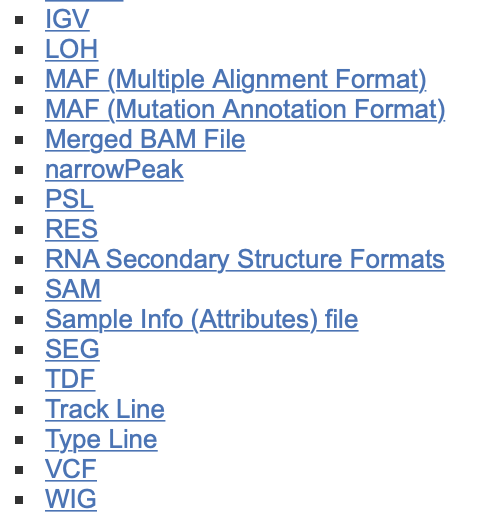 IGV
LOH
MAF (Multiple Alignment Format)
MAF (Mutation Annotation Format)
Merged BAM File
narrowPeak
PSL
RES
RNA Secondary Structure Formats
SAM
Sample Info (Attributes) file
SEG
TDF
Track Line
Type Line
VCF
WIG